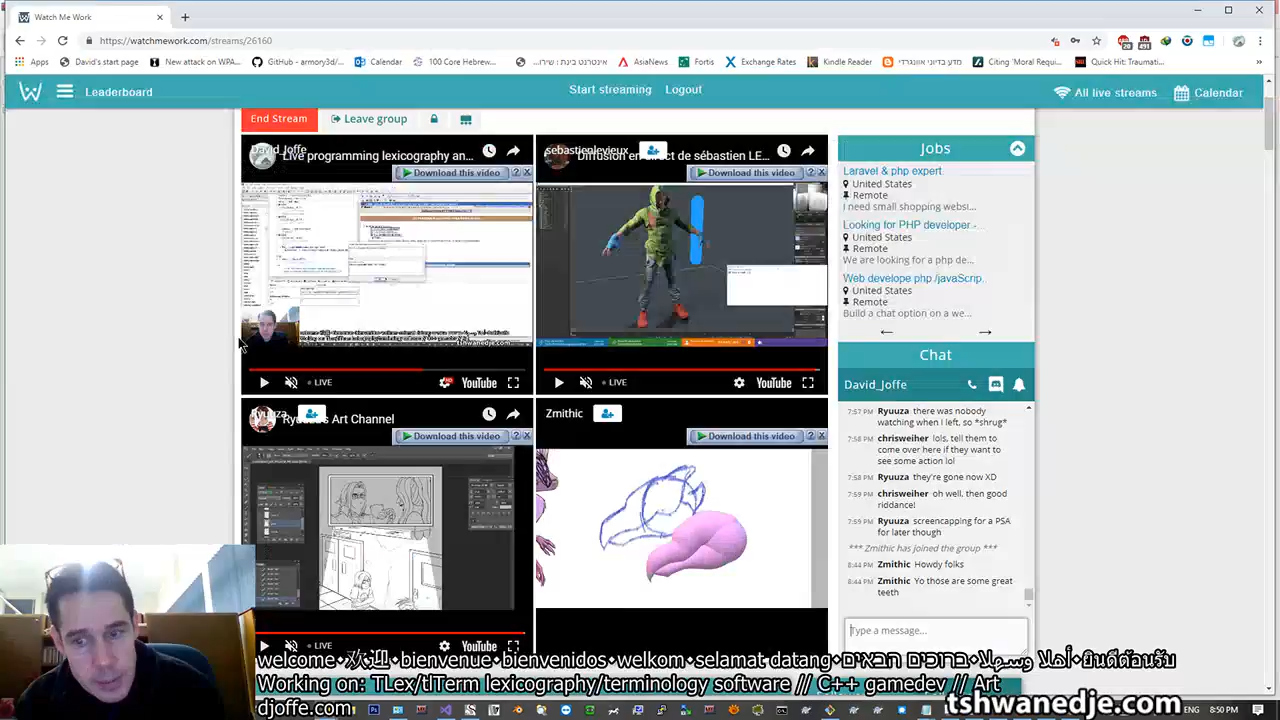 Watch Me Work
https://watchmework.com/streams/26160
20
491
Apps
David's start page
New attack on WPA...
GitHub - armory3d/...
Calendar
100 Core Hebrew...
AsiaNews
Fortis
Exchange Rates
Kindle Reader
מדע בדיוני אוונגרדי
Citing 'Moral Requi...
Quick Hit: Traumati...
Leaderboard
Start streaming
Logout
All live streams
Calendar
End Stream
Leave group
David Joffe
Live programming lexicography an...
Download this video
LIVE
YouTube
sebastienlevieux
Diffusion en direct de sébastien LE...
Download this video
LIVE
YouTube
Ryuuza
Ryuuza's Art Channel
Download this video
LIVE
YouTube
Zmithic
Download this video
Jobs
Laravel & php expert
United States
Remote
I need small shopping websi...
Looking for PHP developer -
United States
Remote
We are looking for a php de...
Web develope php /javaScrip.
United States
Remote
Build a chat option on a we...
Chat
David_Joffe
7:57 PM Ryuuza there was nobody
watching when I left, so *shrug*
7:58 PM chrisweiher lols, tell them to
come over here if they want to
see some action lol
7:58 PM Ryuuza they're gone now XD
7:59 PM chrisweiher oh well, then good
riddance!
7:59 PM Ryuuza screencapping for a PSA
for later though
*** Zmithic has joined the group ***
8:44 PM Zmithic Howdy folks
8:44 PM Zmithic Yo those are some great
teeth
Type a message...
welcome•欢迎•bienvenue•bienvenidos•welkom•selamat datang•ברוכים הבאים•أهلا وسهلا•ยินดีต้อนรับ
Working on: TLex/tlTerm lexicography/terminology software // C++ gamedev // Art
djoffe.com
tshwanedje.com
8:50 PM